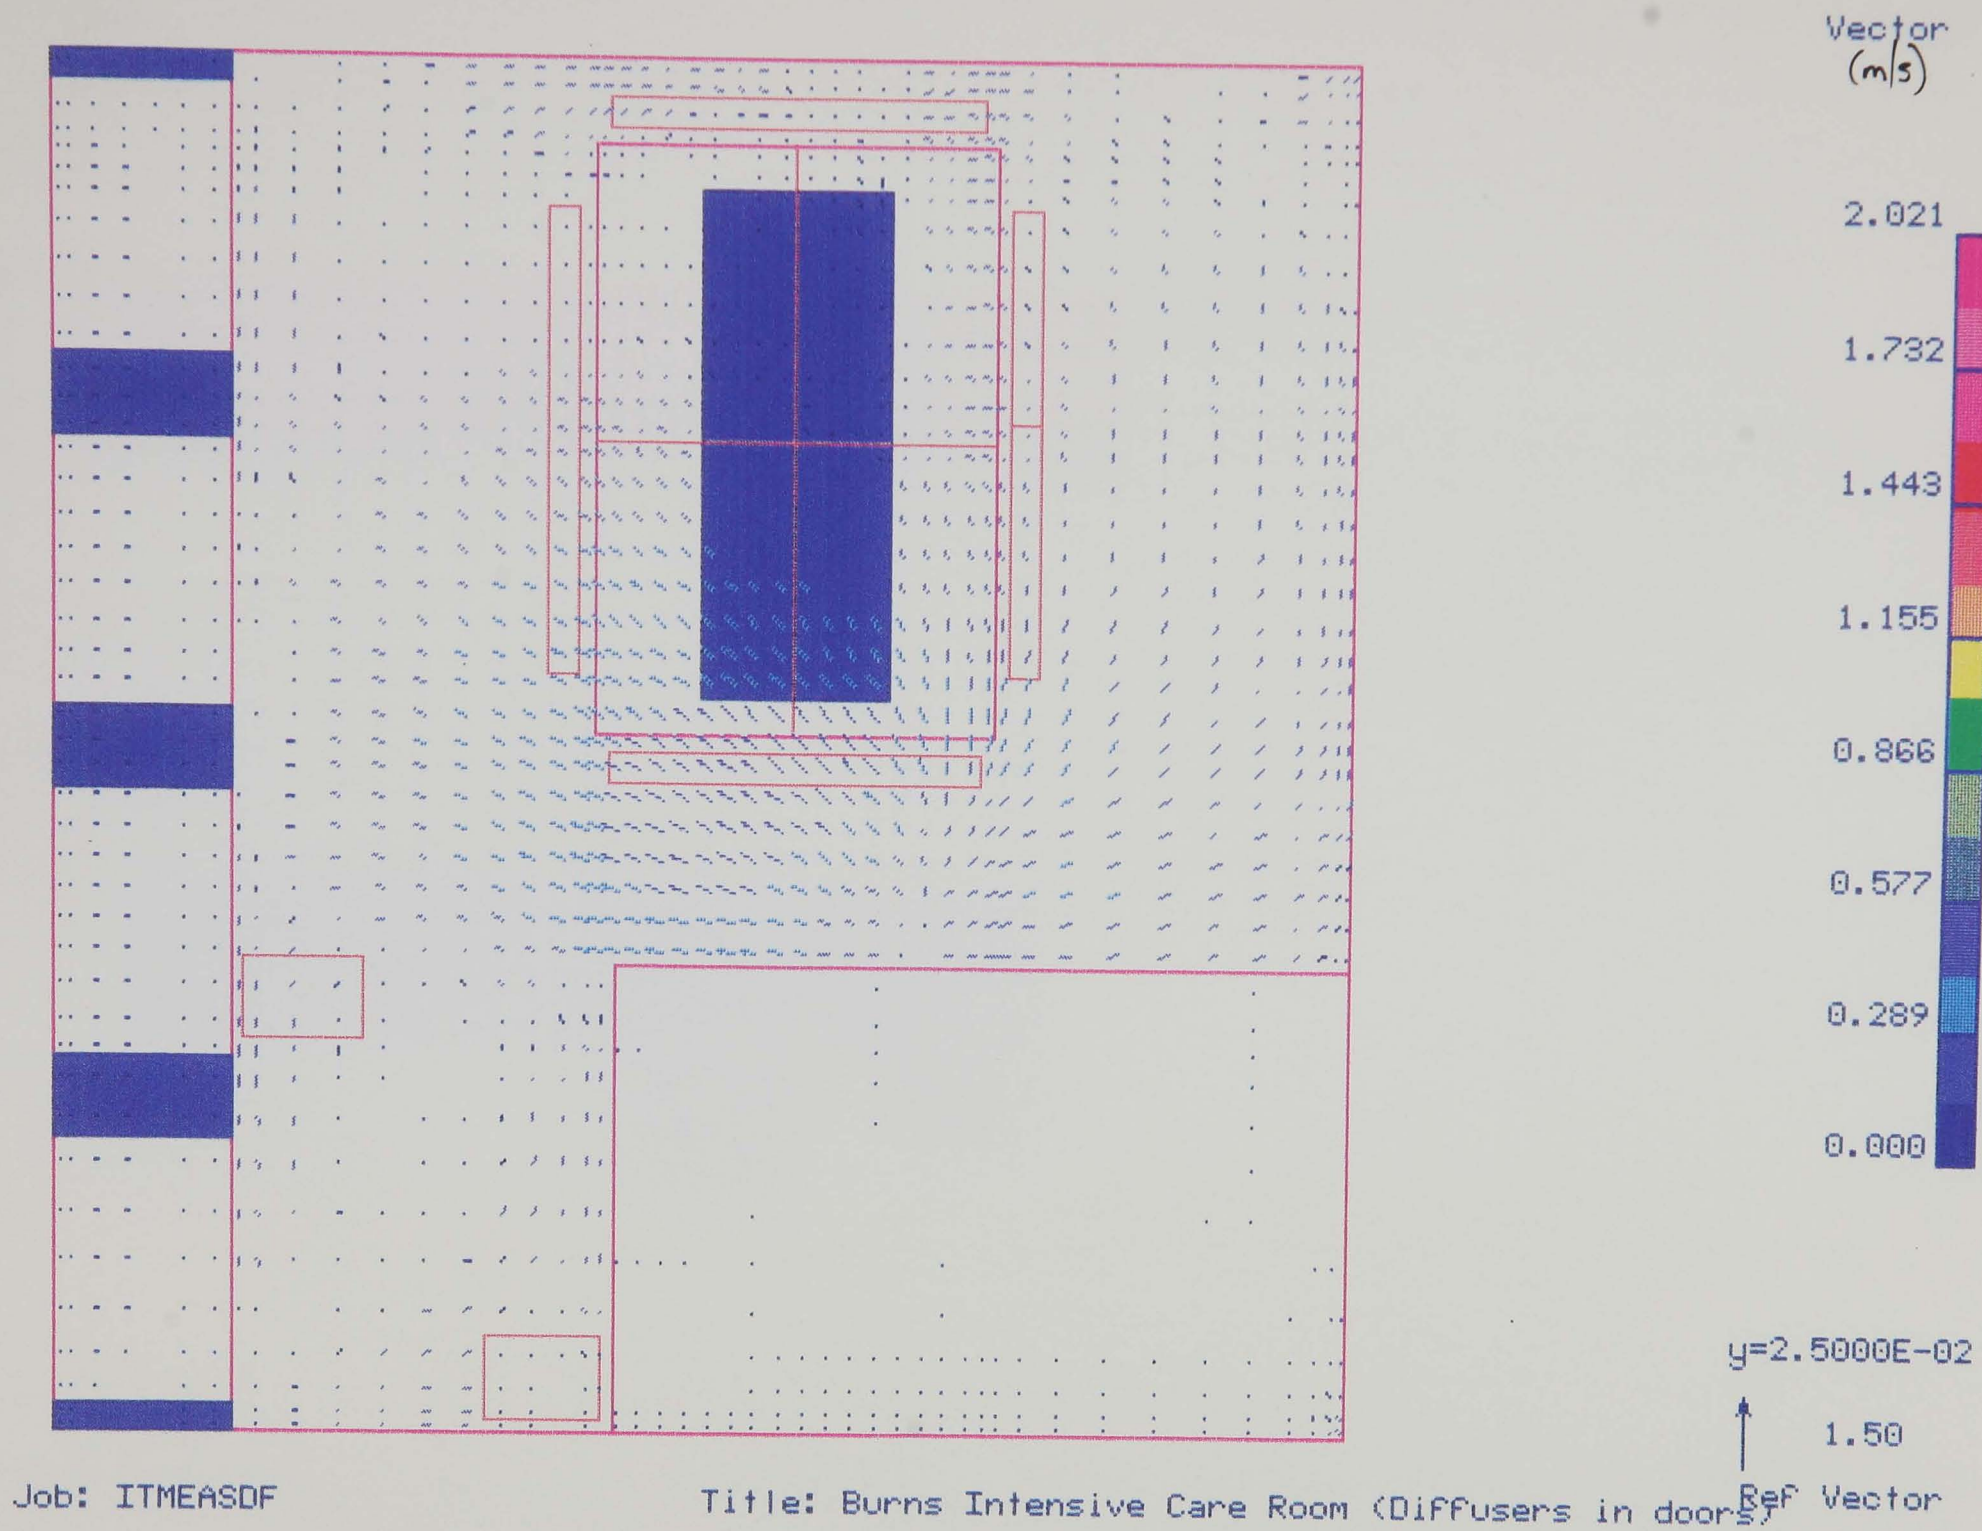 Vector
(m/s)
2.021
1.732
1.443
1.155
0.866
0.577
0.289
0.000
y=2.5000E-02
1.50
Ref Vector
Job: ITMEASDF
Title: Burns Intensive Care Room (Diffusers in doors)